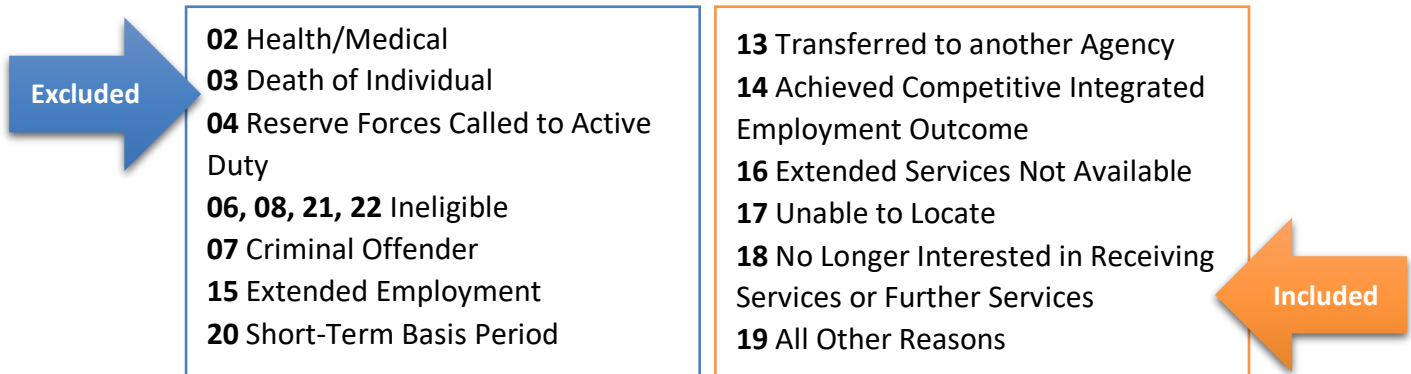 Excluded
02 Health/Medical
03 Death of Individual
04 Reserve Forces Called to Active
Duty
06, 08, 21, 22 Ineligible
07 Criminal Offender
15 Extended Employment
20 Short-Term Basis Period
13 Transferred to another Agency
14 Achieved Competitive Integrated
Employment Outcome
16 Extended Services Not Available
17 Unable to Locate
18 No Longer Interested in Receiving
Services or Further Services
19 All Other Reasons
Included